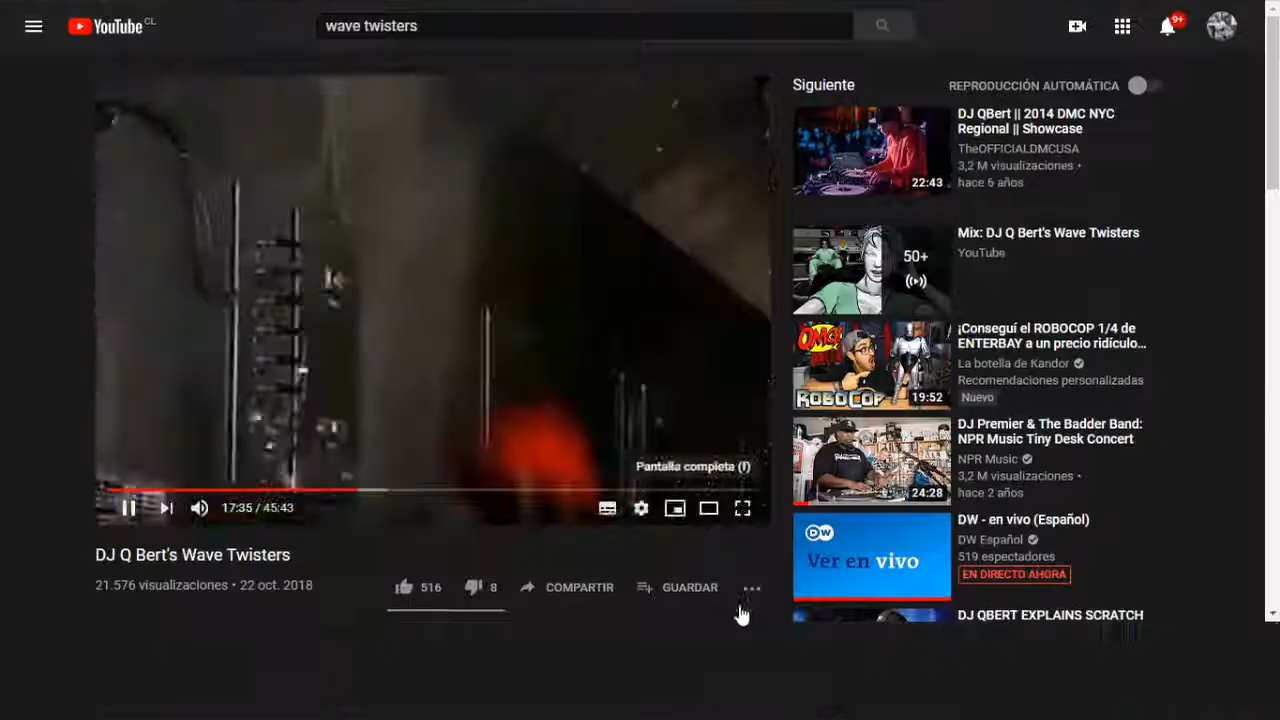 YouTube CL
wave twisters
9+
Siguiente
REPRODUCCIÓN AUTOMÁTICA
DJ QBert || 2014 DMC NYC
Regional || Showcase
TheOFFICIALDMCUSA
3,2 M visualizaciones •
hace 6 años
22:43
Mix: DJ Q Bert's Wave Twisters
YouTube
50+
¡Conseguí el ROBOCOP 1/4 de
ENTERBAY a un precio ridículo...
La botella de Kandor
Recomendaciones personalizadas
Nuevo
OMG!
ROBOCOP
19:52
DJ Premier & The Badder Band:
NPR Music Tiny Desk Concert
NPR Music
3,2 M visualizaciones •
hace 2 años
24:28
DW - en vivo (Español)
DW Español
519 espectadores
EN DIRECTO AHORA
DW
Ver en vivo
DJ QBERT EXPLAINS SCRATCH
Pantalla completa (f)
17:35 / 45:43
DJ Q Bert's Wave Twisters
21.576 visualizaciones • 22 oct. 2018
516
8
COMPARTIR
GUARDAR